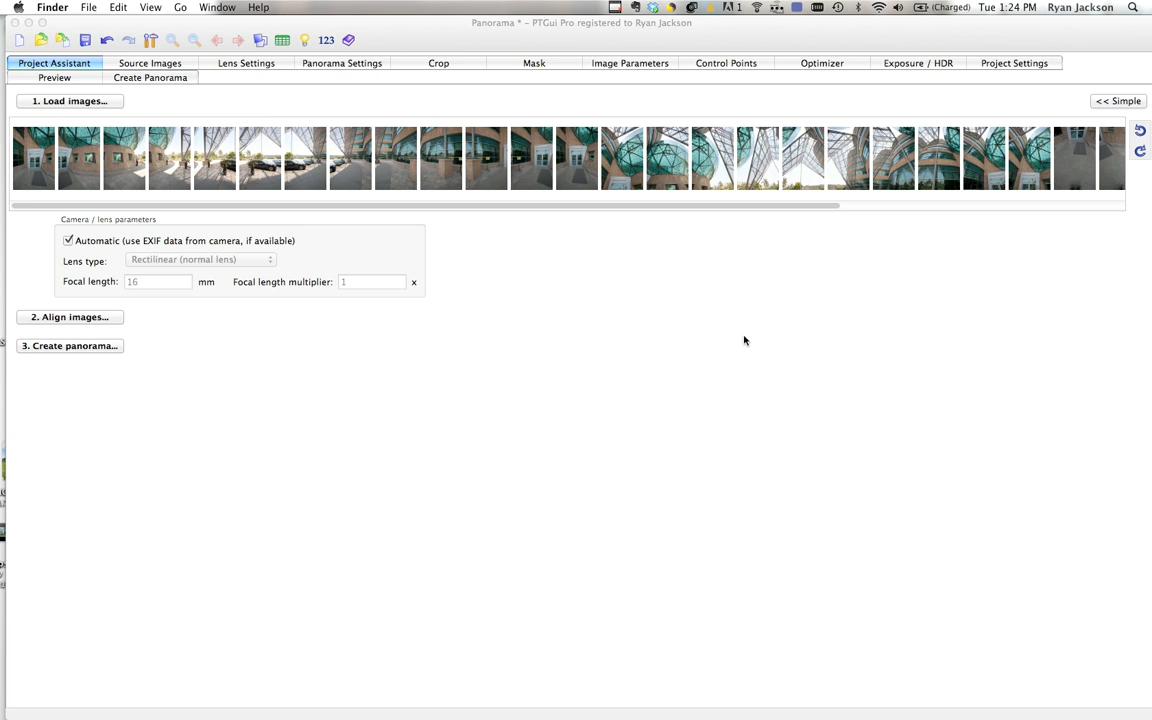 Finder File Edit View Go Window Help 1 (Charged) Tue 1:24 PM Ryan Jackson
Panorama * – PTGui Pro registered to Ryan Jackson
123
Project Assistant Source Images Lens Settings Panorama Settings Crop Mask Image Parameters Control Points Optimizer Exposure / HDR Project Settings
Preview Create Panorama
1. Load images... << Simple
Camera / lens parameters
Automatic (use EXIF data from camera, if available)
Lens type: Rectilinear (normal lens)
Focal length: 16 mm Focal length multiplier: 1 x
2. Align images...
3. Create panorama...